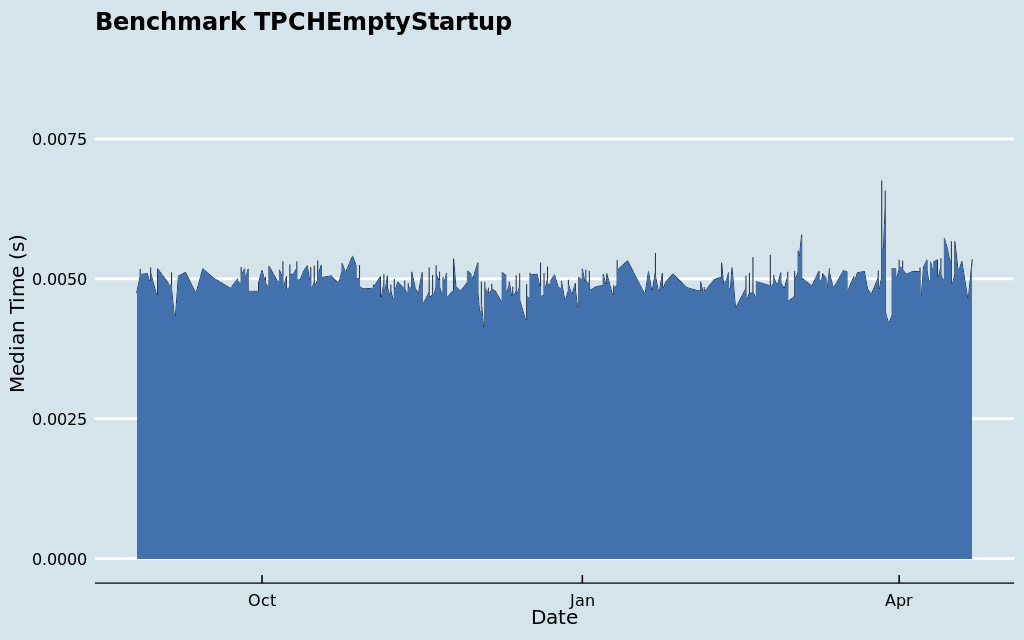 Benchmark TPCHEmptyStartup
Median Time (s)
0.0075
0.0050
0.0025
0.0000
Oct Jan Apr
Date